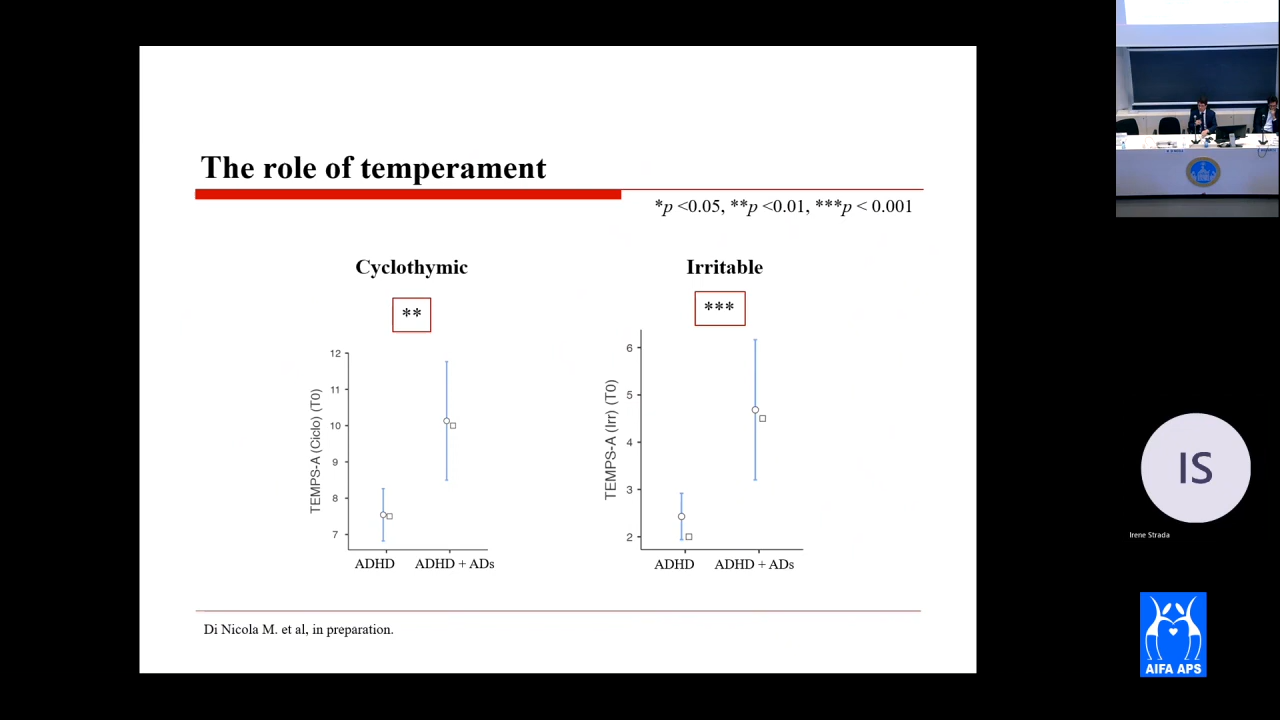 The role of temperament
*p <0.05, **p <0.01, ***p < 0.001
Cyclothymic
**
TEMPS-A (Ciclo) (T0)
12
11
10
9
8
7
ADHD
ADHD + ADs
Irritable
***
TEMPS-A (Irr) (T0)
6
5
4
3
2
ADHD
ADHD + ADs
Di Nicola M. et al, in preparation.
IS
Irene Strada
AIFA APS